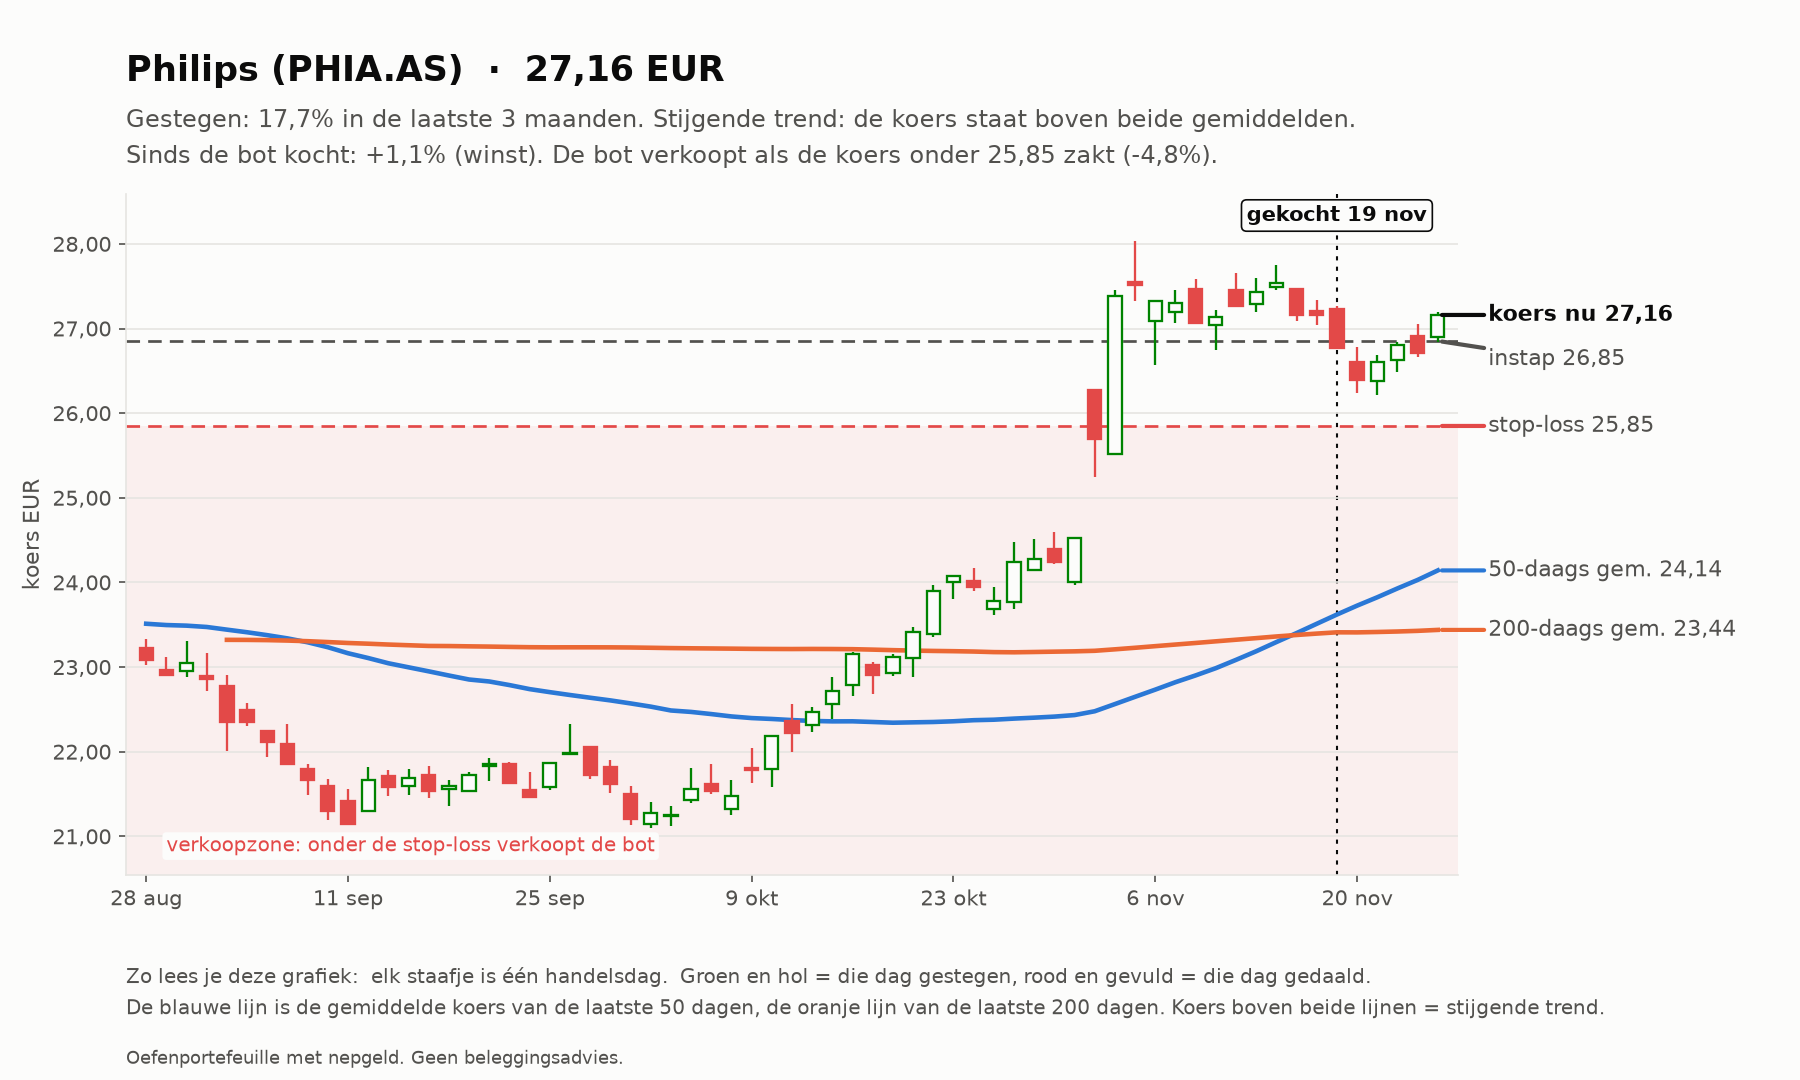 Philips (PHIA.AS)  ·  27,16 EUR
Gestegen: 17,7% in de laatste 3 maanden. Stijgende trend: de koers staat boven beide gemiddelden.
Sinds de bot kocht: +1,1% (winst). De bot verkoopt als de koers onder 25,85 zakt (-4,8%).
gekocht 19 nov
28,00
27,00
26,00
25,00
24,00
23,00
22,00
21,00
koers EUR
koers nu 27,16
instap 26,85
stop-loss 25,85
50-daags gem. 24,14
200-daags gem. 23,44
verkoopzone: onder de stop-loss verkoopt de bot
28 aug
11 sep
25 sep
9 okt
23 okt
6 nov
20 nov
Zo lees je deze grafiek:  elk staafje is één handelsdag.  Groen en hol = die dag gestegen, rood en gevuld = die dag gedaald.
De blauwe lijn is de gemiddelde koers van de laatste 50 dagen, de oranje lijn van de laatste 200 dagen. Koers boven beide lijnen = stijgende trend.
Oefenportefeuille met nepgeld. Geen beleggingsadvies.